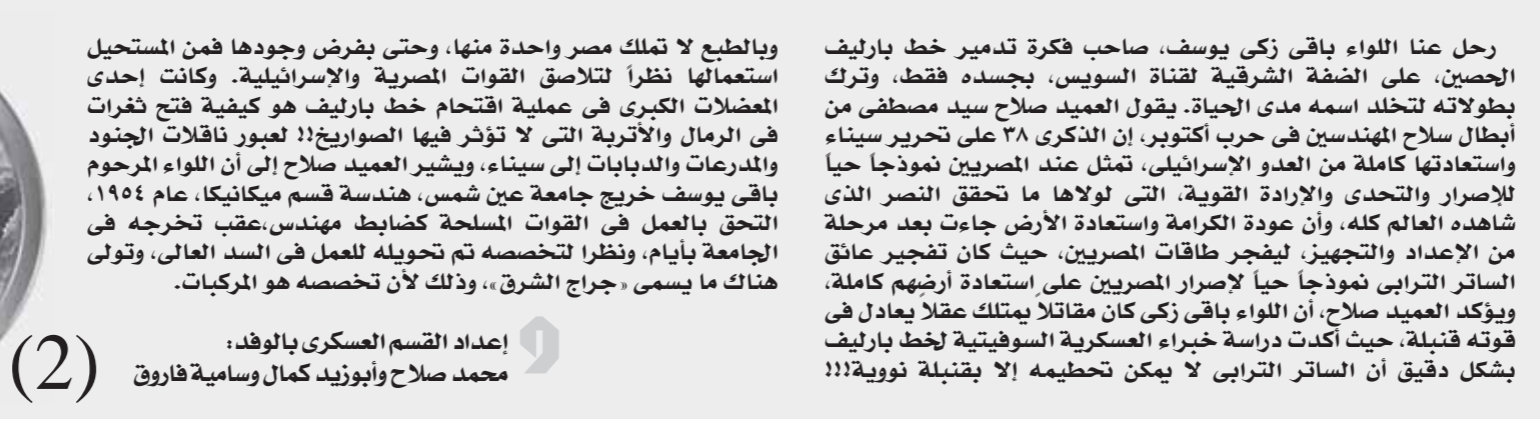 رحل عنا اللواء باقى زكى يوسف، صاحب فكرة تدمير خط بارليف
الحصين، على الضفة الشرقية لقناة السويس، بجسده فقط، وترك
بطولاته لتخلد اسمه مدى الحياة. يقول العميد صلاح سيد مصطفى من
أبطال سلاح المهندسين فى حرب أكتوبر، إن الذكرى ٣٨ على تحرير سيناء
واستعادتها كاملة من العدو الإسرائيلى، تمثل عند المصريين نموذجاً حياً
للإصرار والتحدى والإرادة القوية، التى لولاها ما تحقق النصر الذى
شاهده العالم كله، وأن عودة الكرامة واستعادة الأرض جاءت بعد مرحلة
من الإعداد والتجهيز، ليفجر طاقات المصريين، حيث كان تفجير عائق
الساتر الترابى نموذجاً حياً لإصرار المصريين على استعادة أرضهم كاملة،
ويؤكد العميد صلاح، أن اللواء باقى زكى كان مقاتلاً يمتلك عقلاً يعادل فى
قوته قنبلة، حيث أكدت دراسة خبراء العسكرية السوفيتية لخط بارليف
بشكل دقيق أن الساتر الترابى لا يمكن تحطيمه إلا بقنبلة نووية!!!
وبالطبع لا تملك مصر واحدة منها، وحتى بفرض وجودها فمن المستحيل
استعمالها نظراً لتلاصق القوات المصرية والإسرائيلية. وكانت إحدى
المعضلات الكبرى فى عملية اقتحام خط بارليف هو كيفية فتح ثغرات
فى الرمال والأتربة التى لا تؤثر فيها الصواريخ!! لعبور ناقلات الجنود
والمدرعات والدبابات إلى سيناء، ويشير العميد صلاح إلى أن اللواء المرحوم
باقى يوسف خريج جامعة عين شمس، هندسة قسم ميكانيكا، عام ١٩٥٤،
التحق بالعمل فى القوات المسلحة كضابط مهندس،عقب تخرجه فى
الجامعة بأيام، ونظرا لتخصصه تم تحويله للعمل فى السد العالى، وتولى
هناك ما يسمى «جراج الشرق»، وذلك لأن تخصصه هو المركبات.
إعداد القسم العسكرى بالوفد:
محمد صلاح وأبوزيد كمال وسامية فاروق
(2)